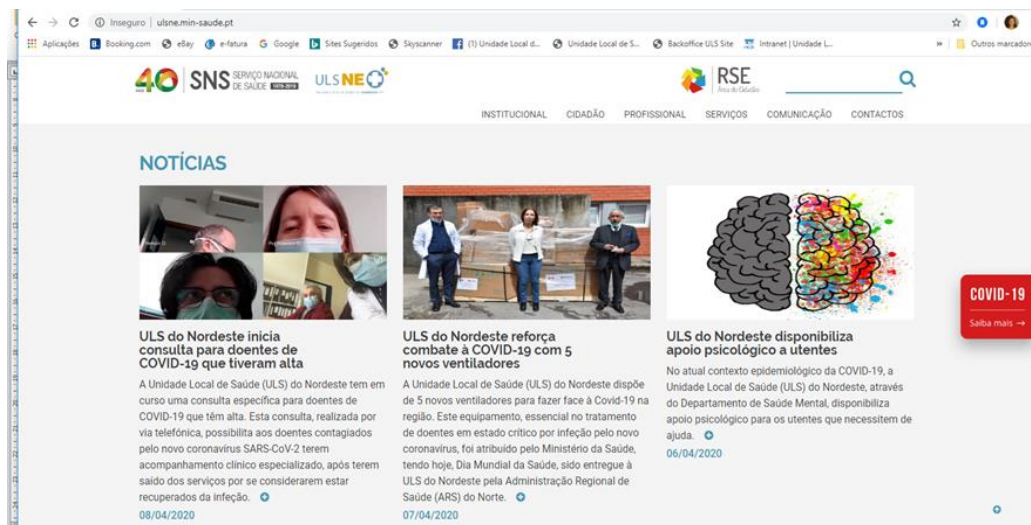 Inseguro | ulsne.min-saude.pt
Aplicações Booking.com eBay e-fatura Google Sites Sugeridos Skyscanner (1) Unidade Local d... Unidade Local de S... Backoffice ULS Site Intranet | Unidade L... » Outros marcador
40 SNS SERVIÇO NACIONAL DE SAÚDE 1979-2019 ULSNE RSE Área do Cidadão
INSTITUCIONAL CIDADÃO PROFISSIONAL SERVIÇOS COMUNICAÇÃO CONTACTOS
NOTÍCIAS
ULS do Nordeste inicia
consulta para doentes de
COVID-19 que tiveram alta
A Unidade Local de Saúde (ULS) do Nordeste tem em
curso uma consulta específica para doentes de
COVID-19 que têm alta. Esta consulta, realizada por
via telefónica, possibilita aos doentes contagiados
pelo novo coronavírus SARS-CoV-2 terem
acompanhamento clínico especializado, após terem
saído dos serviços por se considerarem estar
recuperados da infeção.
08/04/2020
ULS do Nordeste reforça
combate à COVID-19 com 5
novos ventiladores
A Unidade Local de Saúde (ULS) do Nordeste dispõe
de 5 novos ventiladores para fazer face à Covid-19 na
região. Este equipamento, essencial no tratamento
de doentes em estado crítico por infeção pelo novo
coronavírus, foi atribuído pelo Ministério da Saúde,
tendo hoje, Dia Mundial da Saúde, sido entregue à
ULS do Nordeste pela Administração Regional de
Saúde (ARS) do Norte.
07/04/2020
ULS do Nordeste disponibiliza
apoio psicológico a utentes
No atual contexto epidemiológico da COVID-19, a
Unidade Local de Saúde (ULS) do Nordeste, através
do Departamento de Saúde Mental, disponibiliza
apoio psicológico para os utentes que necessitem de
ajuda.
06/04/2020
COVID-19
Saiba mais →